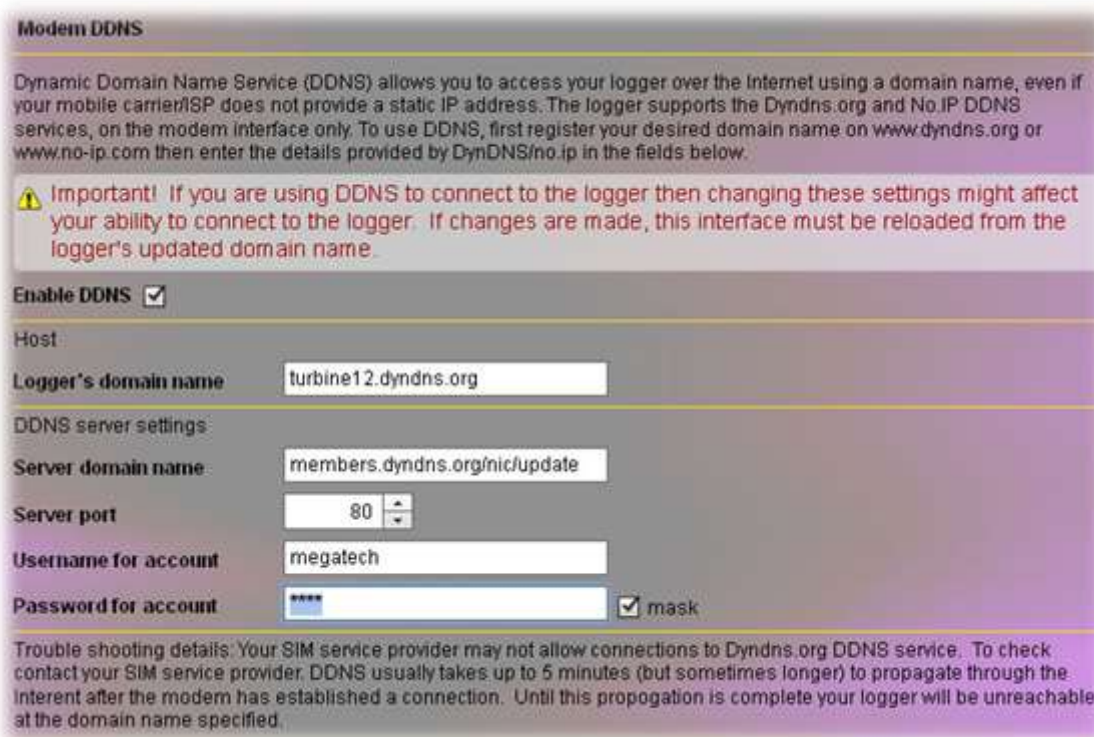 Modem DDNS
Dynamic Domain Name Service (DDNS) allows you to access your logger over the Internet using a domain name, even if
your mobile carrier/ISP does not provide a static IP address. The logger supports the Dyndns.org and No.IP DDNS
services, on the modem interface only. To use DDNS, first register your desired domain name on www.dyndns.org or
www.no-ip.com then enter the details provided by DynDNS/no.ip in the fields below.
Important! If you are using DDNS to connect to the logger then changing these settings might affect
your ability to connect to the logger. If changes are made, this interface must be reloaded from the
logger's updated domain name.
Enable DDNS
Host
Logger's domain name turbine12.dyndns.org
DDNS server settings
Server domain name members.dyndns.org/nic/update
Server port 80
Username for account megatech
Password for account **** mask
Trouble shooting details: Your SIM service provider may not allow connections to Dyndns.org DDNS service. To check
contact your SIM service provider. DDNS usually takes up to 5 minutes (but sometimes longer) to propagate through the
Interent after the modem has established a connection. Until this propogation is complete your logger will be unreachable
at the domain name specified.